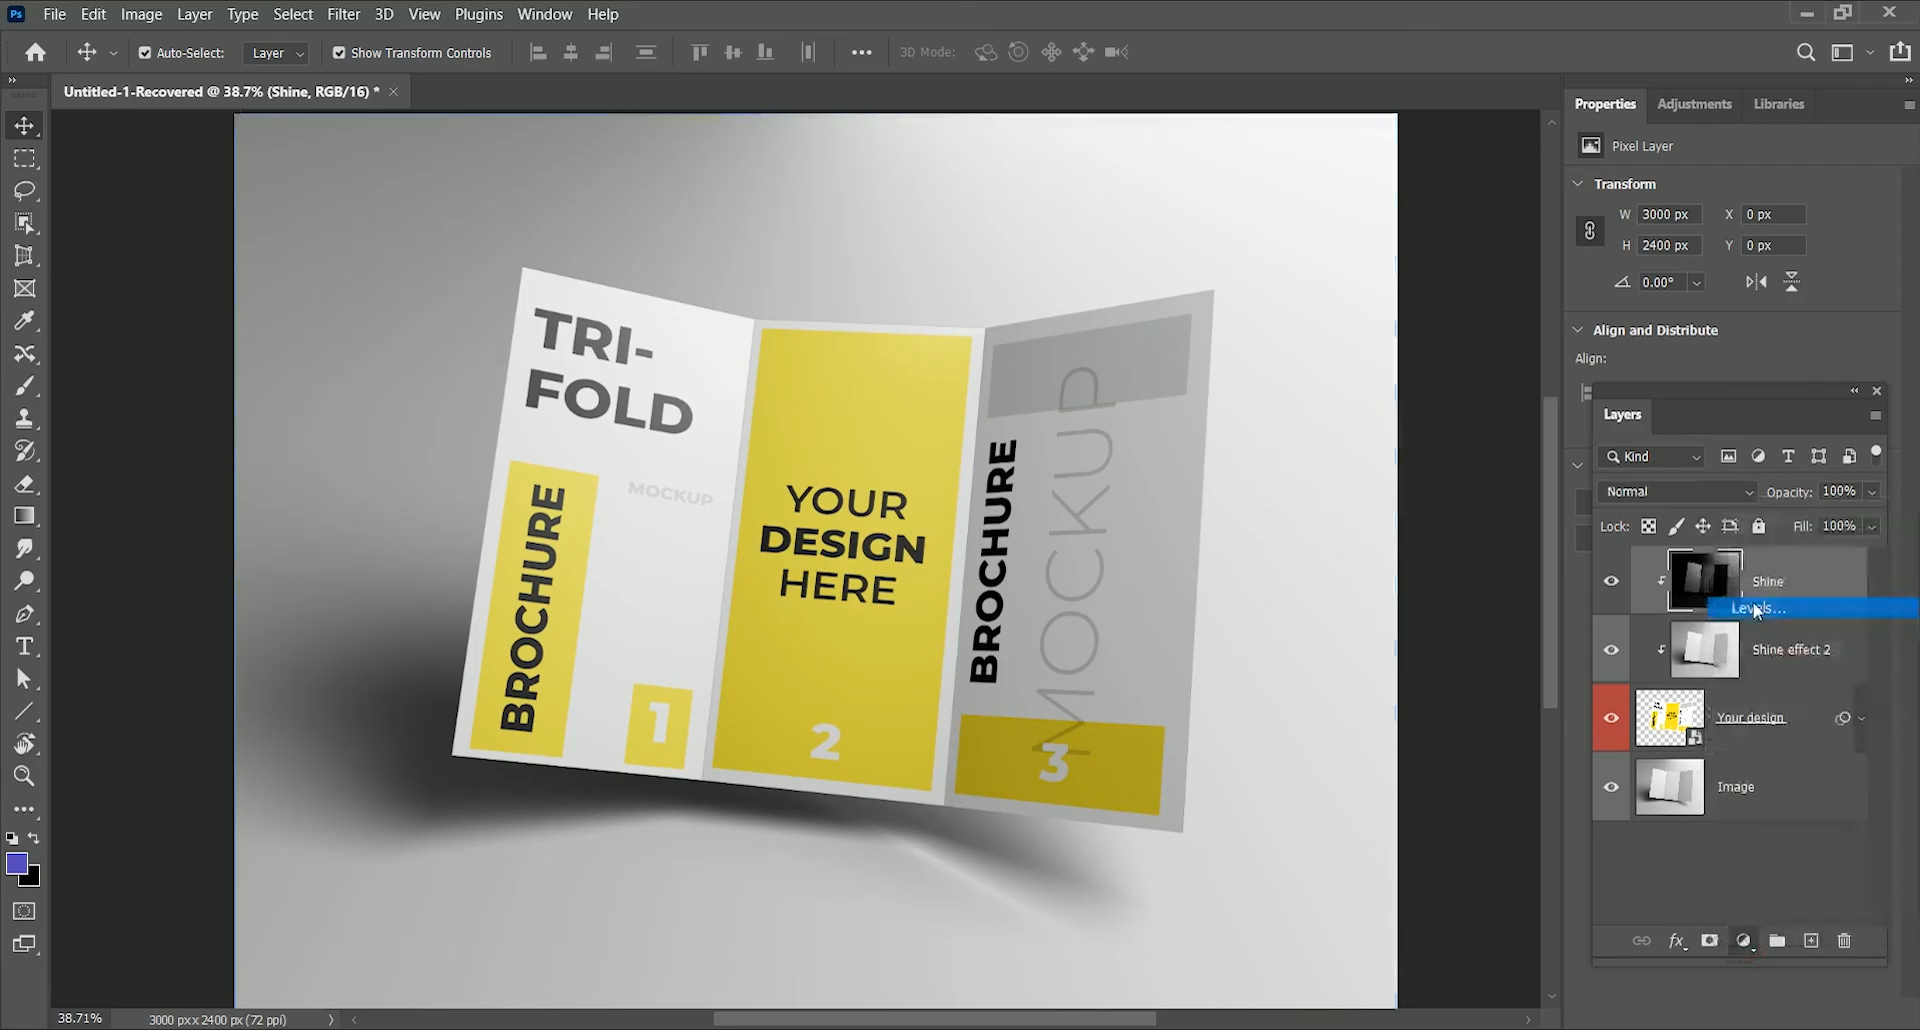 Ps File Edit Image Layer Type Select Filter 3D View Plugins Window Help
Auto-Select: Layer Show Transform Controls 3D Mode:
Untitled-1-Recovered @ 38.7% (Shine, RGB/16) *
TRI-
FOLD
BROCHURE
MOCKUP
1
YOUR
DESIGN
HERE
2
BROCHURE
MOCKUP
3
Properties Adjustments Libraries
Pixel Layer
Transform
W 3000 px X 0 px
H 2400 px Y 0 px
0.00°
Align and Distribute
Align:
Layers
Kind
Normal Opacity: 100%
Lock: Fill: 100%
Shine
Levels...
Shine effect 2
Your design
Image
fx
38.71% 3000 px x 2400 px (72 ppi)